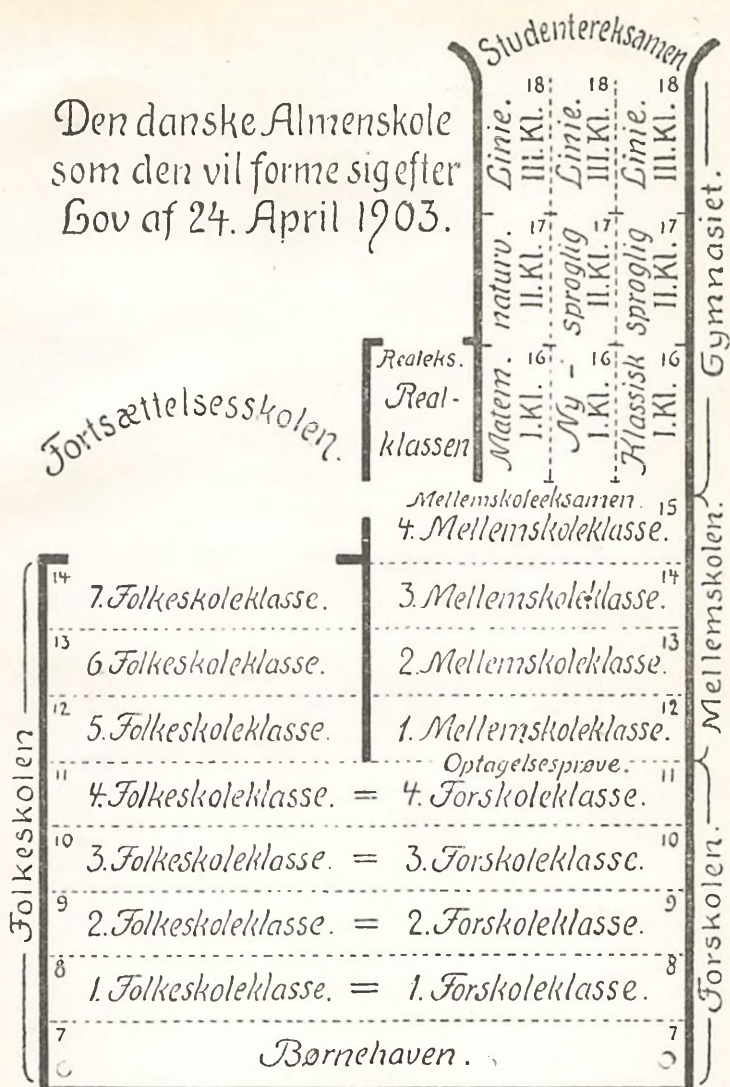 Studentereksamen
Den danske Almenskole
som den vil forme sig efter
Lov af 24. April 1903.
Matem. naturv. Linie.
I.Kl. II.Kl. III.Kl.
16 17 18
Ny-sproglig Linie.
I.Kl. II.Kl. III.Kl.
16 17 18
Klassisk sproglig Linie.
I.Kl. II.Kl. III.Kl.
16 17 18
Gymnasiet.
Realeks.
Real-
klassen
Fortsættelsesskolen.
Mellemskoleeksamen.
4. Mellemskoleklasse. 15
14 7. Folkeskoleklasse. 3. Mellemskoleklasse. 14
13 6. Folkeskoleklasse. 2. Mellemskoleklasse. 13
12 5. Folkeskoleklasse. 1. Mellemskoleklasse. 12
Mellemskolen.
Optagelsesprøve.
11 4. Folkeskoleklasse. = 4. Forskoleklasse. 11
10 3. Folkeskoleklasse. = 3. Forskoleklasse. 10
9 2. Folkeskoleklasse. = 2. Forskoleklasse. 9
8 1. Folkeskoleklasse. = 1. Forskoleklasse. 8
7 Børnehaven. 7
Folkeskolen
Forskolen.